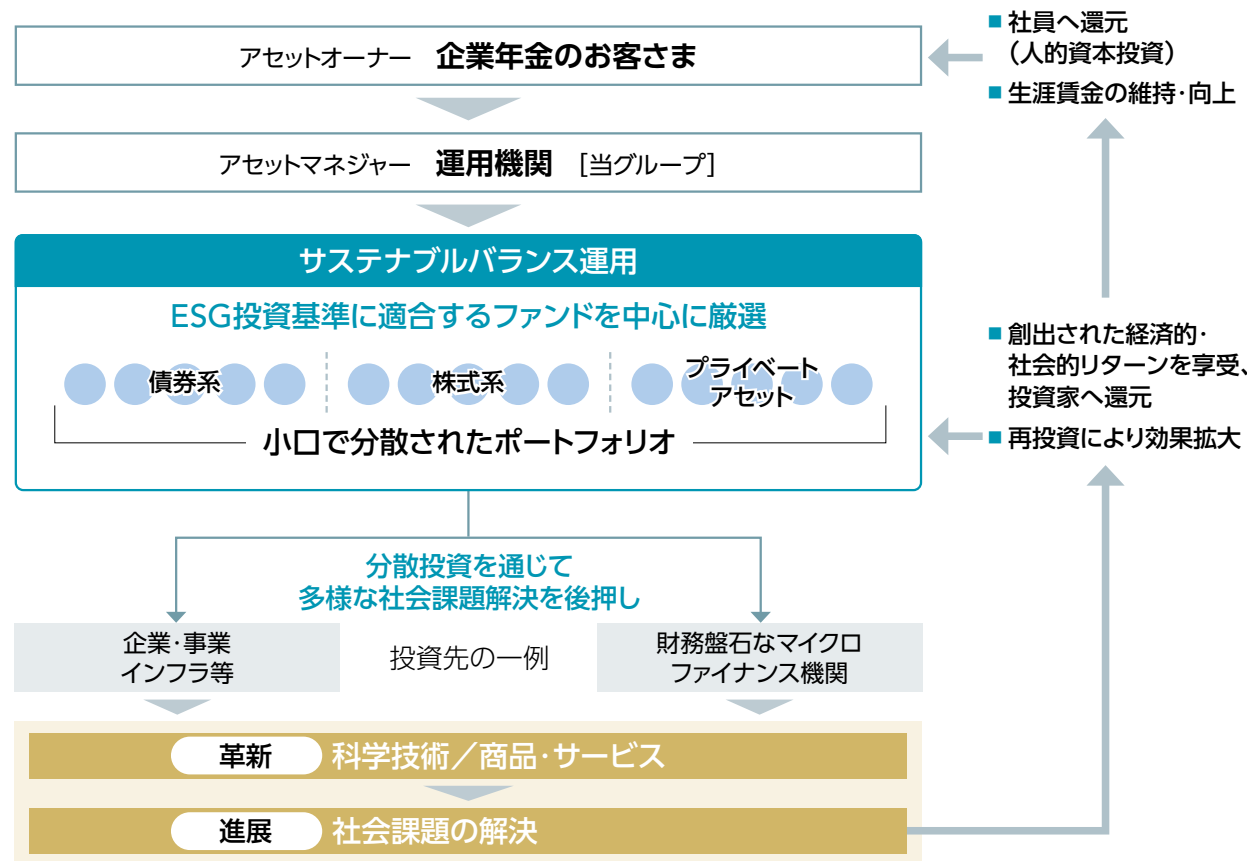 アセットオーナー 企業年金のお客さま
■ 社員へ還元
（人的資本投資）
■ 生涯賃金の維持・向上
アセットマネジャー 運用機関 ［当グループ］
サステナブルバランス運用
ESG投資基準に適合するファンドを中心に厳選
債券系
株式系
プライベート
アセット
小口で分散されたポートフォリオ
■ 創出された経済的・
社会的リターンを享受、
投資家へ還元
■ 再投資により効果拡大
分散投資を通じて
多様な社会課題解決を後押し
企業・事業
インフラ等
投資先の一例
財務盤石なマイクロ
ファイナンス機関
革新 科学技術／商品・サービス
進展 社会課題の解決